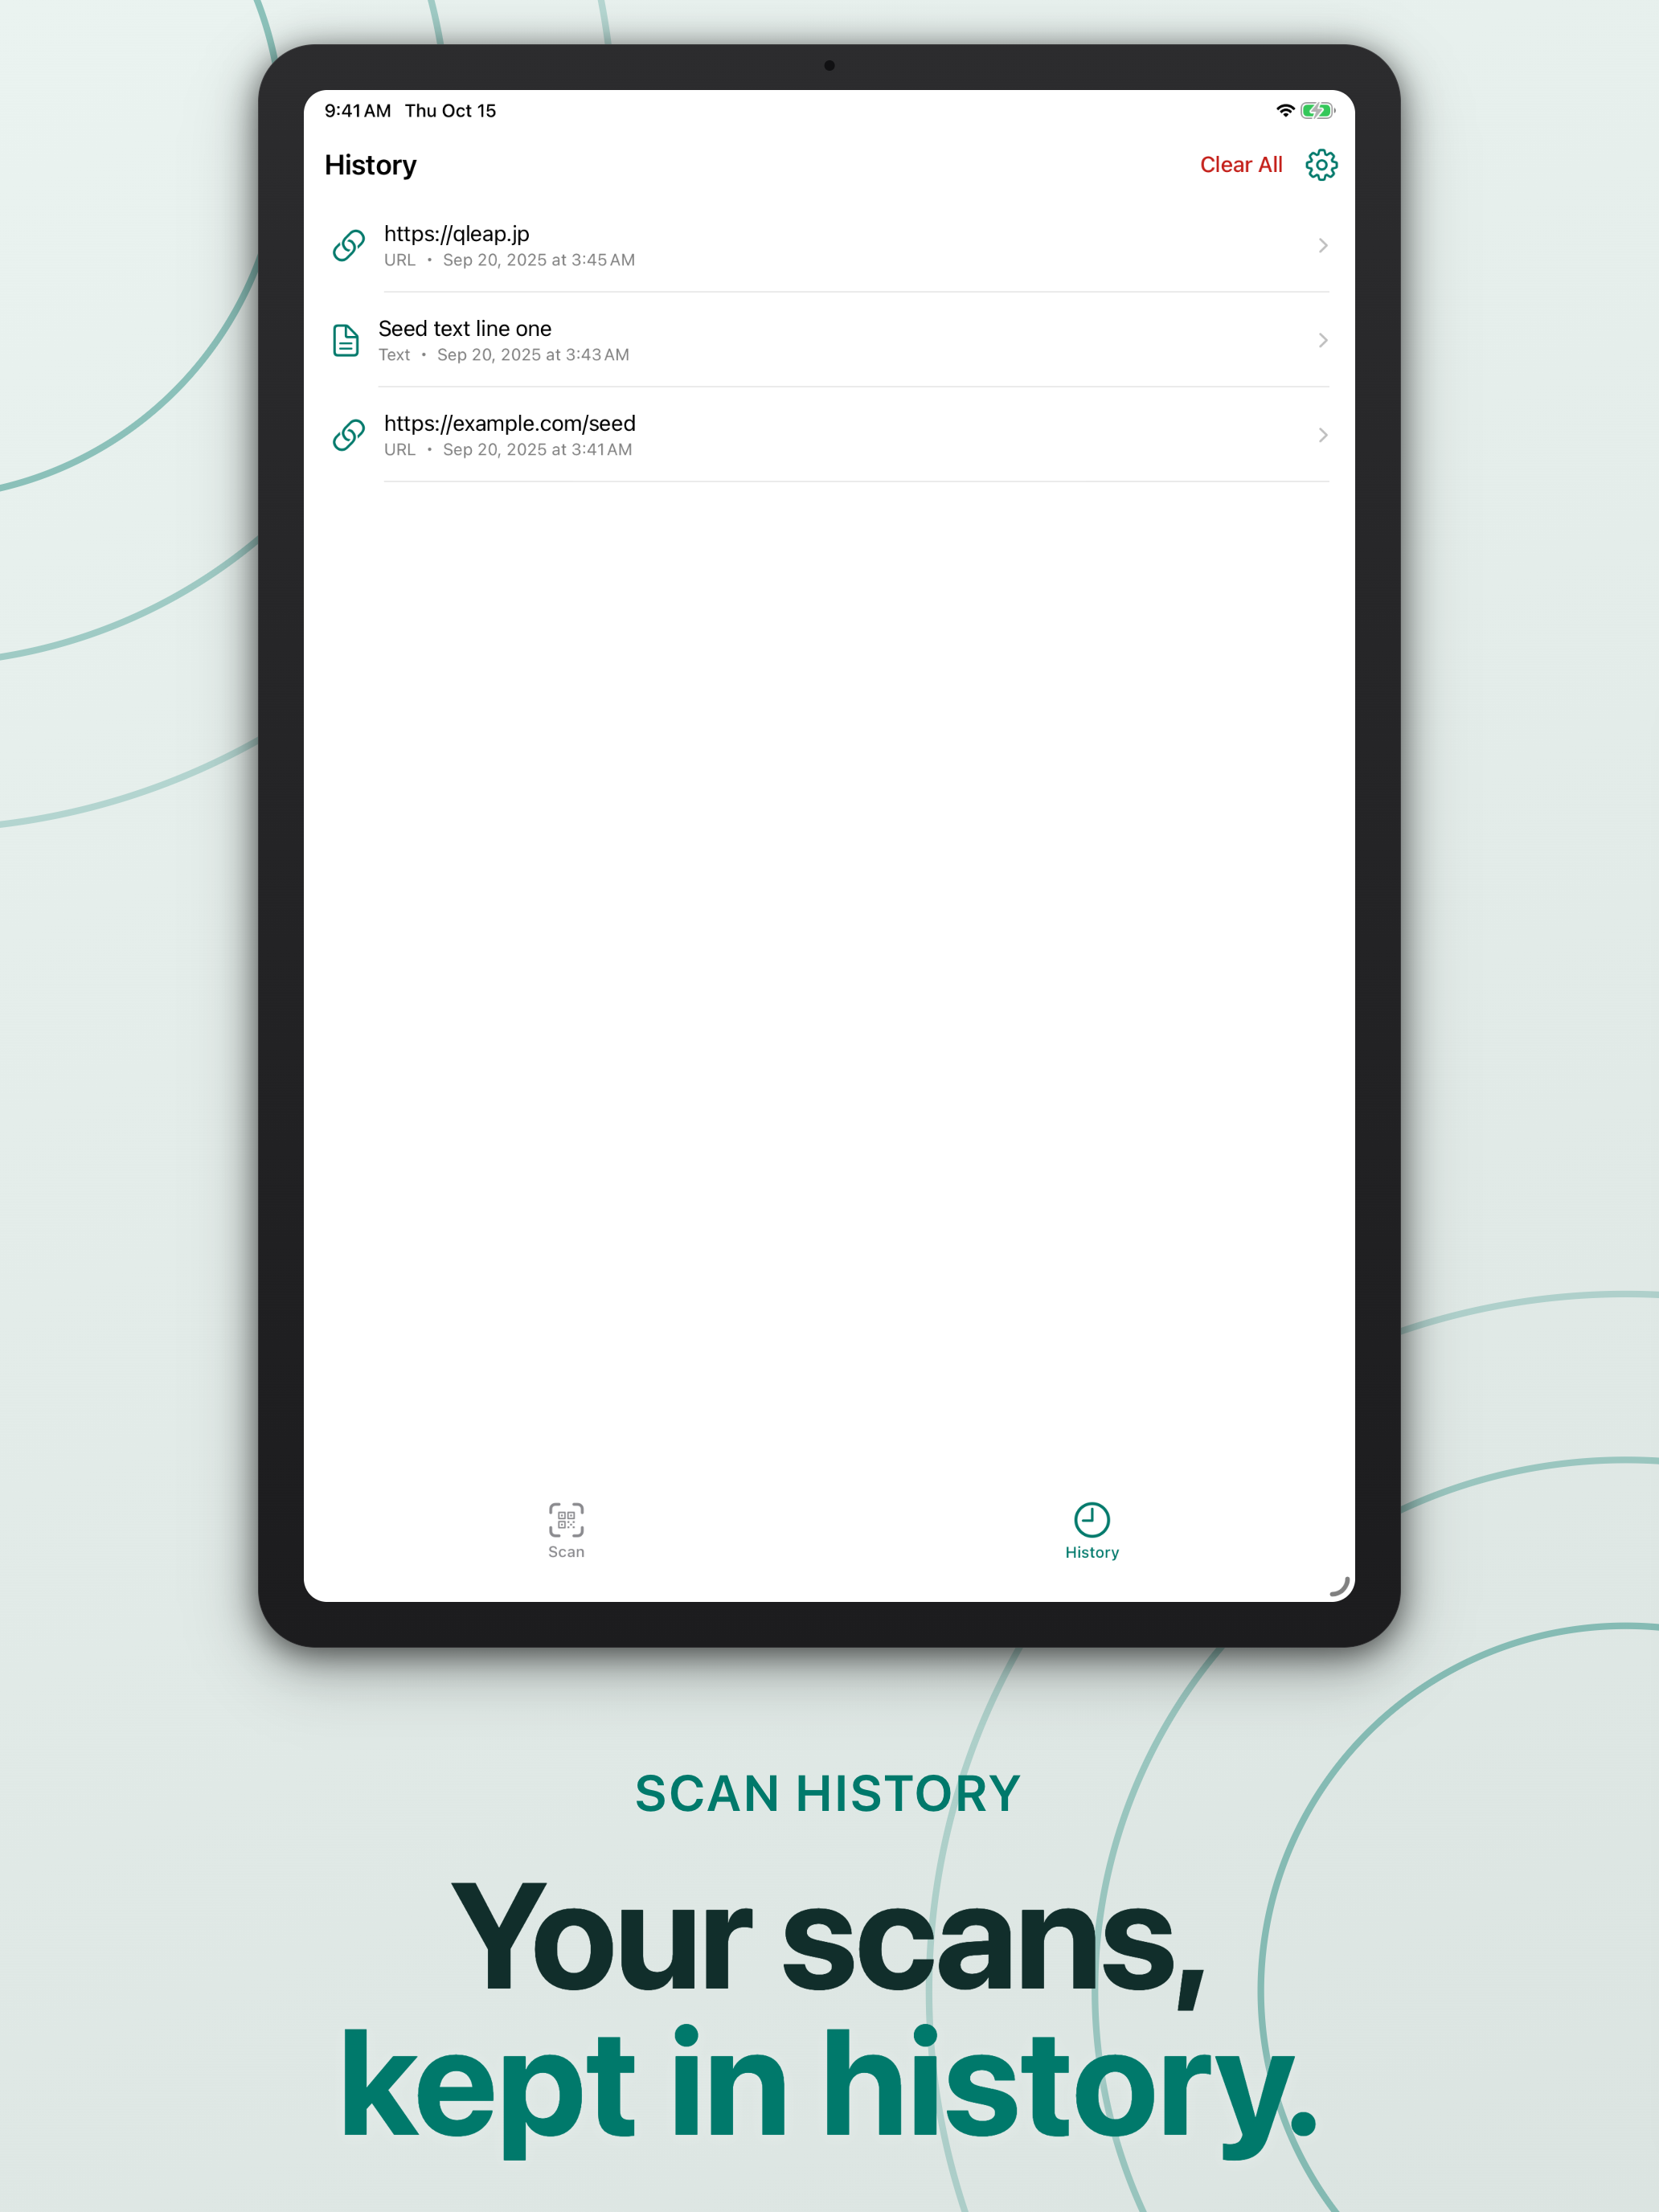 9:41 AM Thu Oct 15
History
Clear All
https://qleap.jp
URL • Sep 20, 2025 at 3:45 AM
Seed text line one
Text • Sep 20, 2025 at 3:43 AM
https://example.com/seed
URL • Sep 20, 2025 at 3:41 AM
Scan
History
SCAN HISTORY
Your scans,
kept in history.